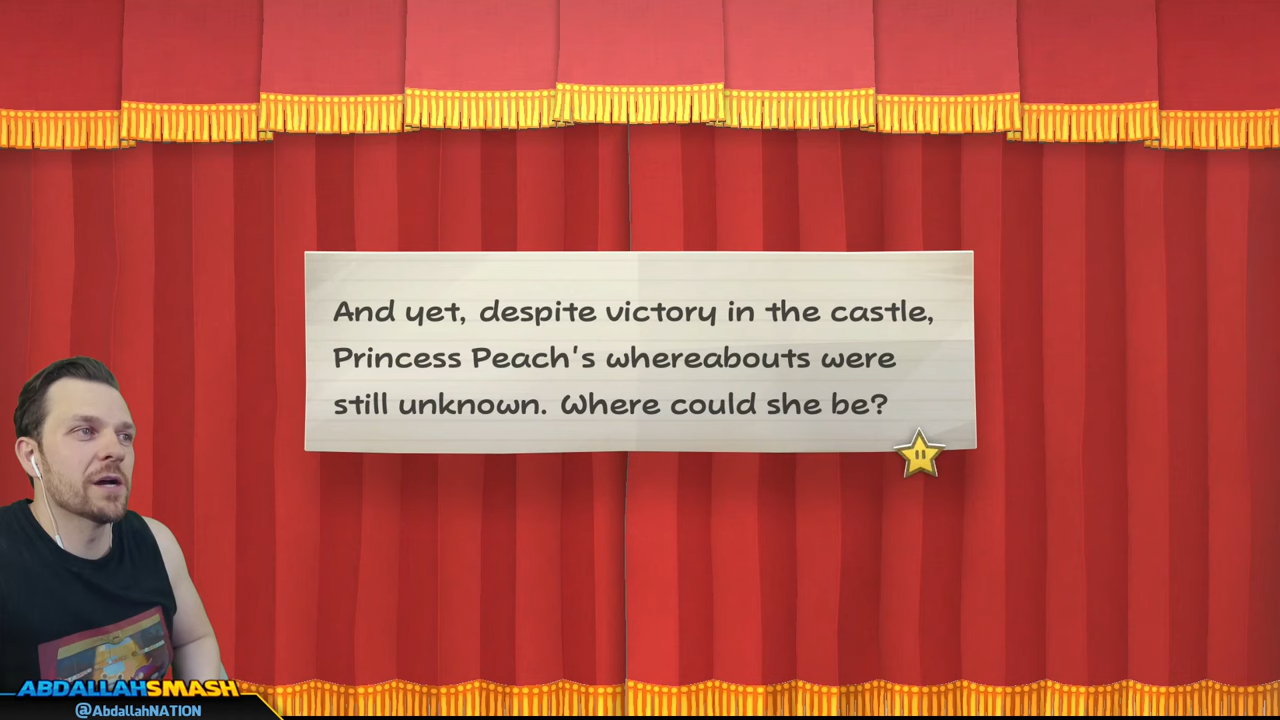 And yet, despite victory in the castle,
Princess Peach's whereabouts were
still unknown. Where could she be?
ABDALLAHSMASH
@AbdallahNATION